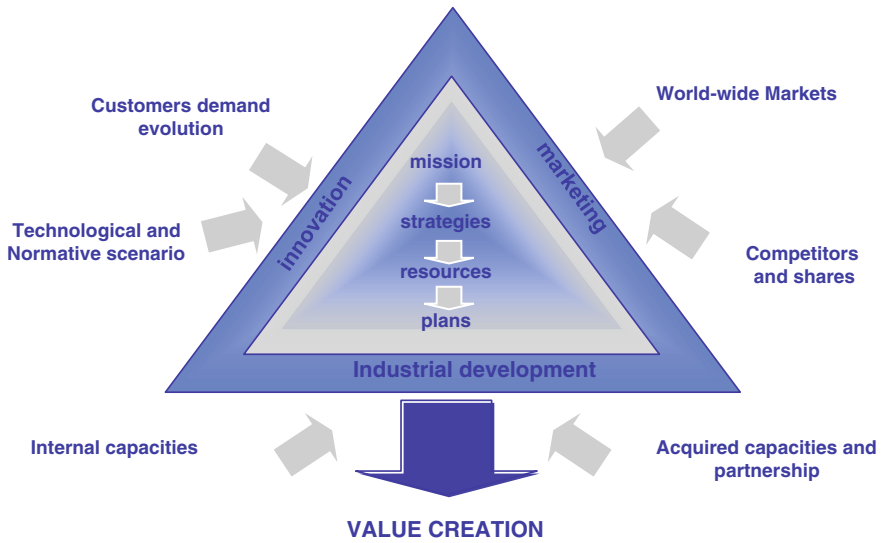 Customers demand
evolution
World-wide Markets
Technological and
Normative scenario
innovation
marketing
mission
strategies
resources
plans
Competitors
and shares
Industrial development
Internal capacities
Acquired capacities and
partnership
VALUE CREATION